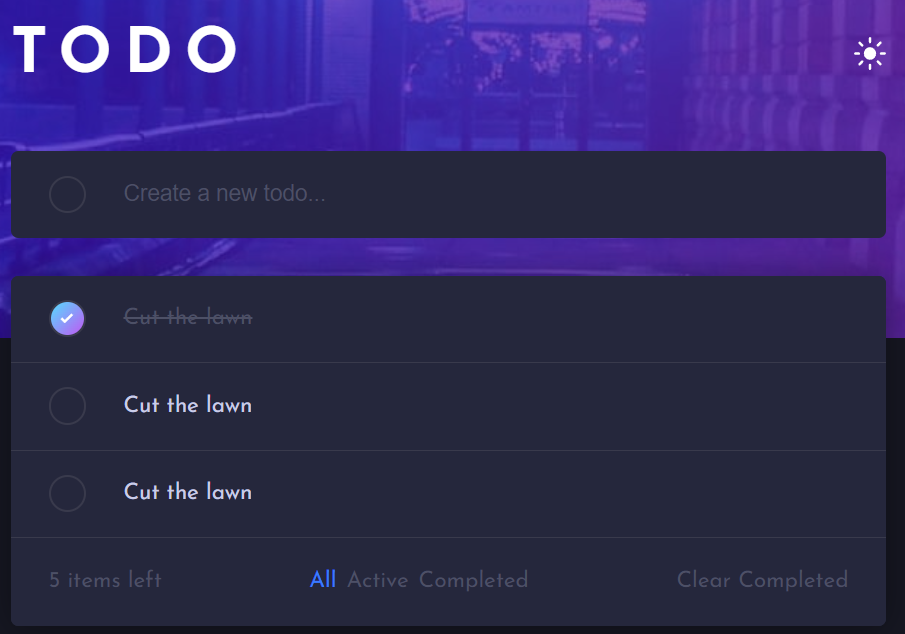 TODO
Create a new todo...
Cut the lawn
Cut the lawn
Cut the lawn
5 items left All Active Completed Clear Completed